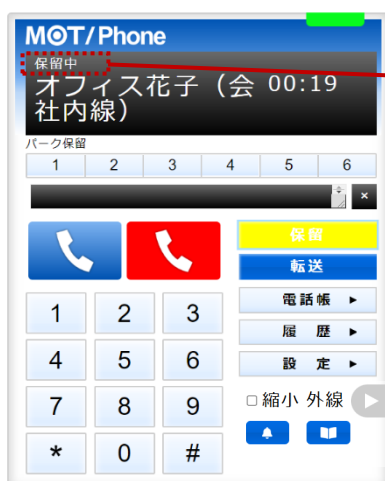 MOT/Phone
保留中
オフィス花子（会 00:19
社内線）
パーク保留
1 2 3 4 5 6
×
保留
転送
1 2 3
電話帳 ►
履 歴 ►
4 5 6
設 定 ►
7 8 9
縮小 外線
* 0 #